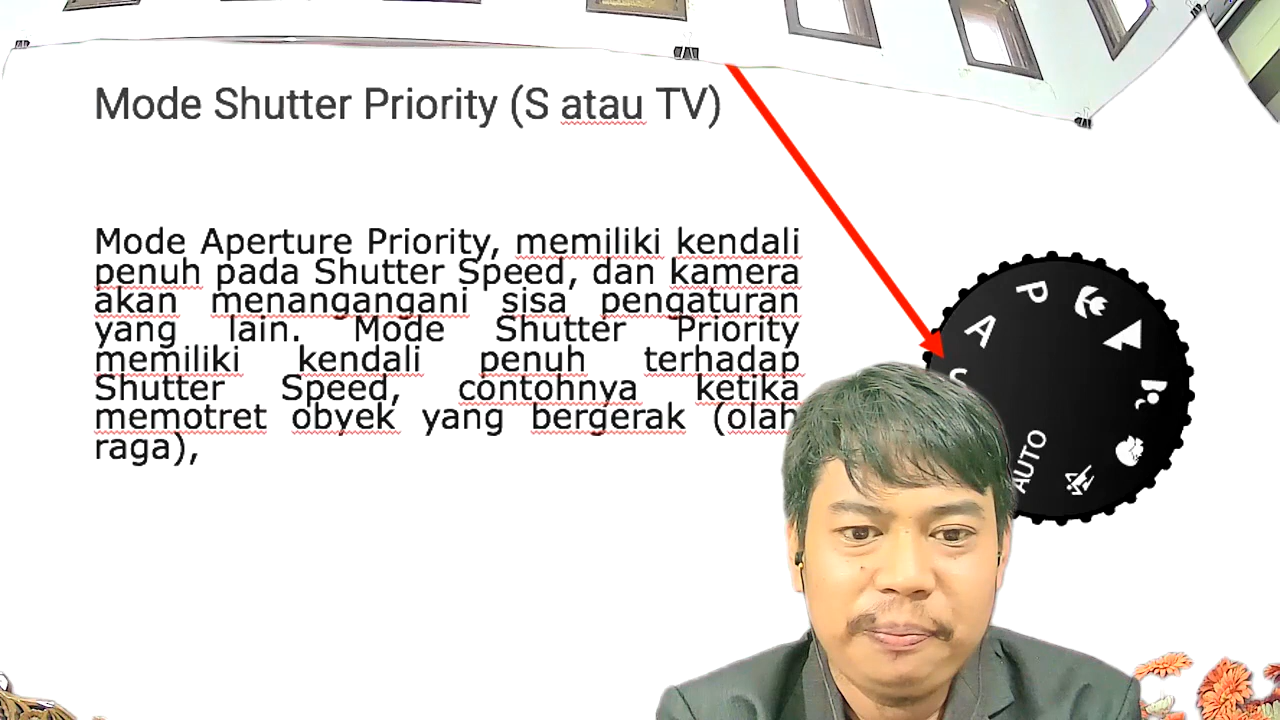 Mode Shutter Priority (S atau TV)
Mode Aperture Priority, memiliki kendali
penuh pada Shutter Speed, dan kamera
akan menangangani sisa pengaturan
yang lain. Mode Shutter Priority
memiliki kendali penuh terhadap
Shutter Speed, contohnya ketika
memotret obyek yang bergerak (olah
raga),
P
A
AUTO